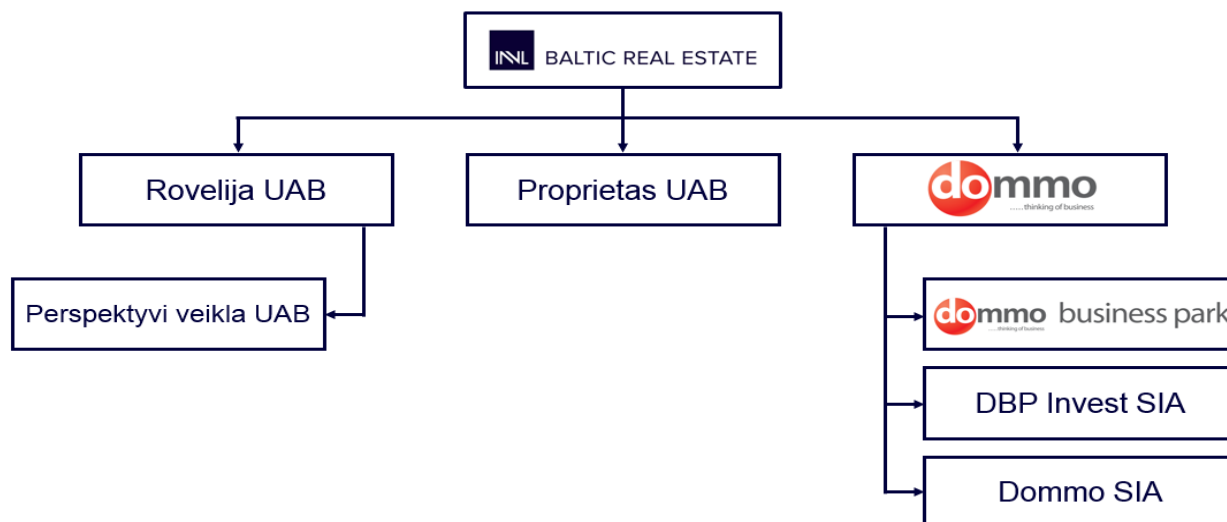 INVL BALTIC REAL ESTATE
Rovelija UAB
Proprietas UAB
dommo
.....thinking of business
Perspektyvi veikla UAB
dommo business park
.....thinking of business
DBP Invest SIA
Dommo SIA